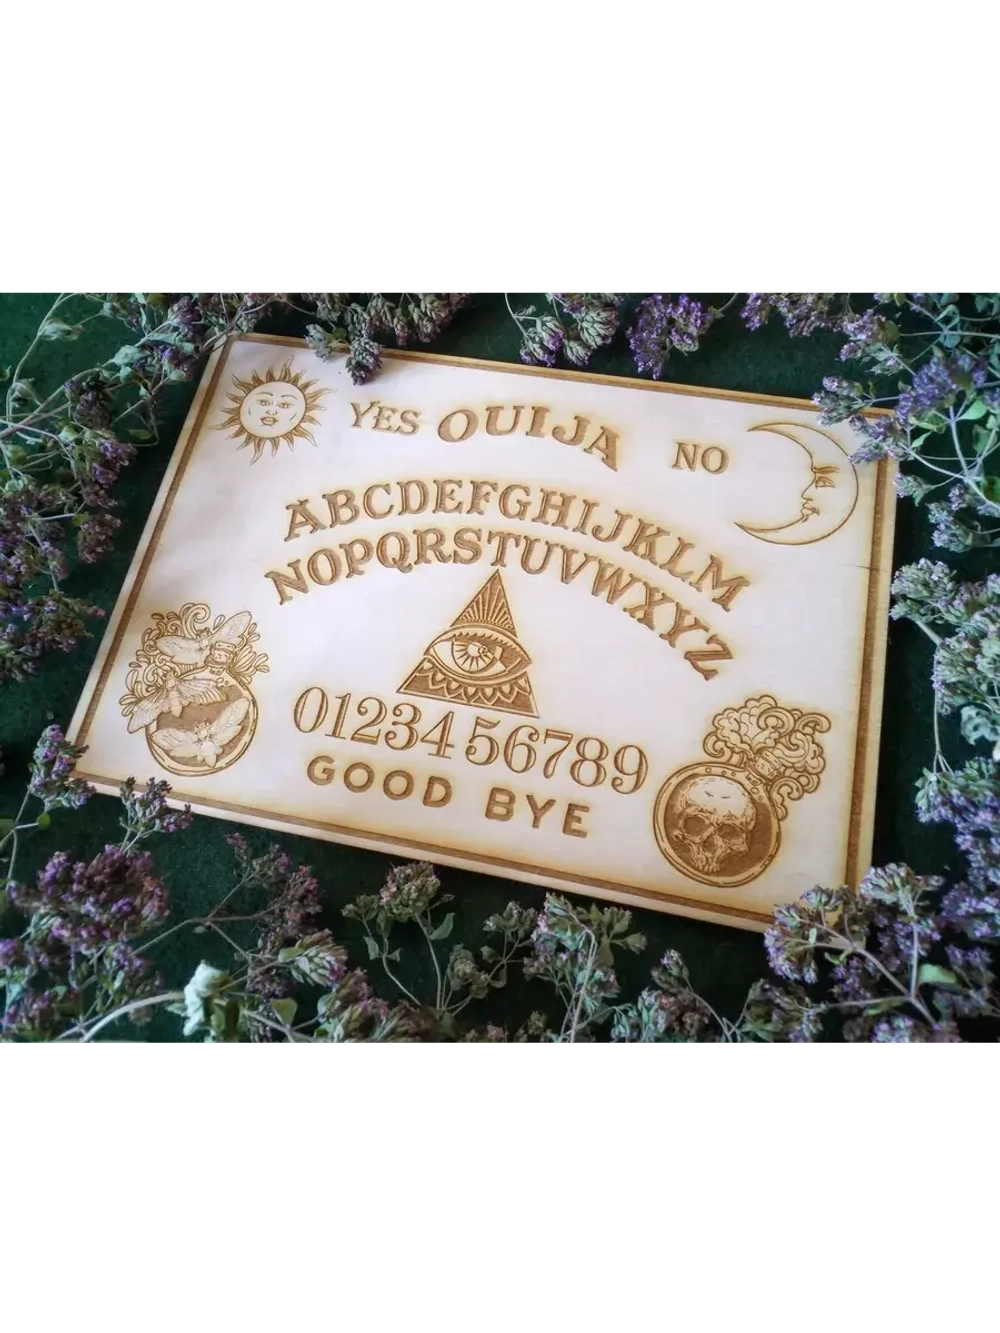 YES OUIJA NO
ABCDEFGHIJKLM
NOPQRSTUVWXYZ
0123456789
GOOD BYE